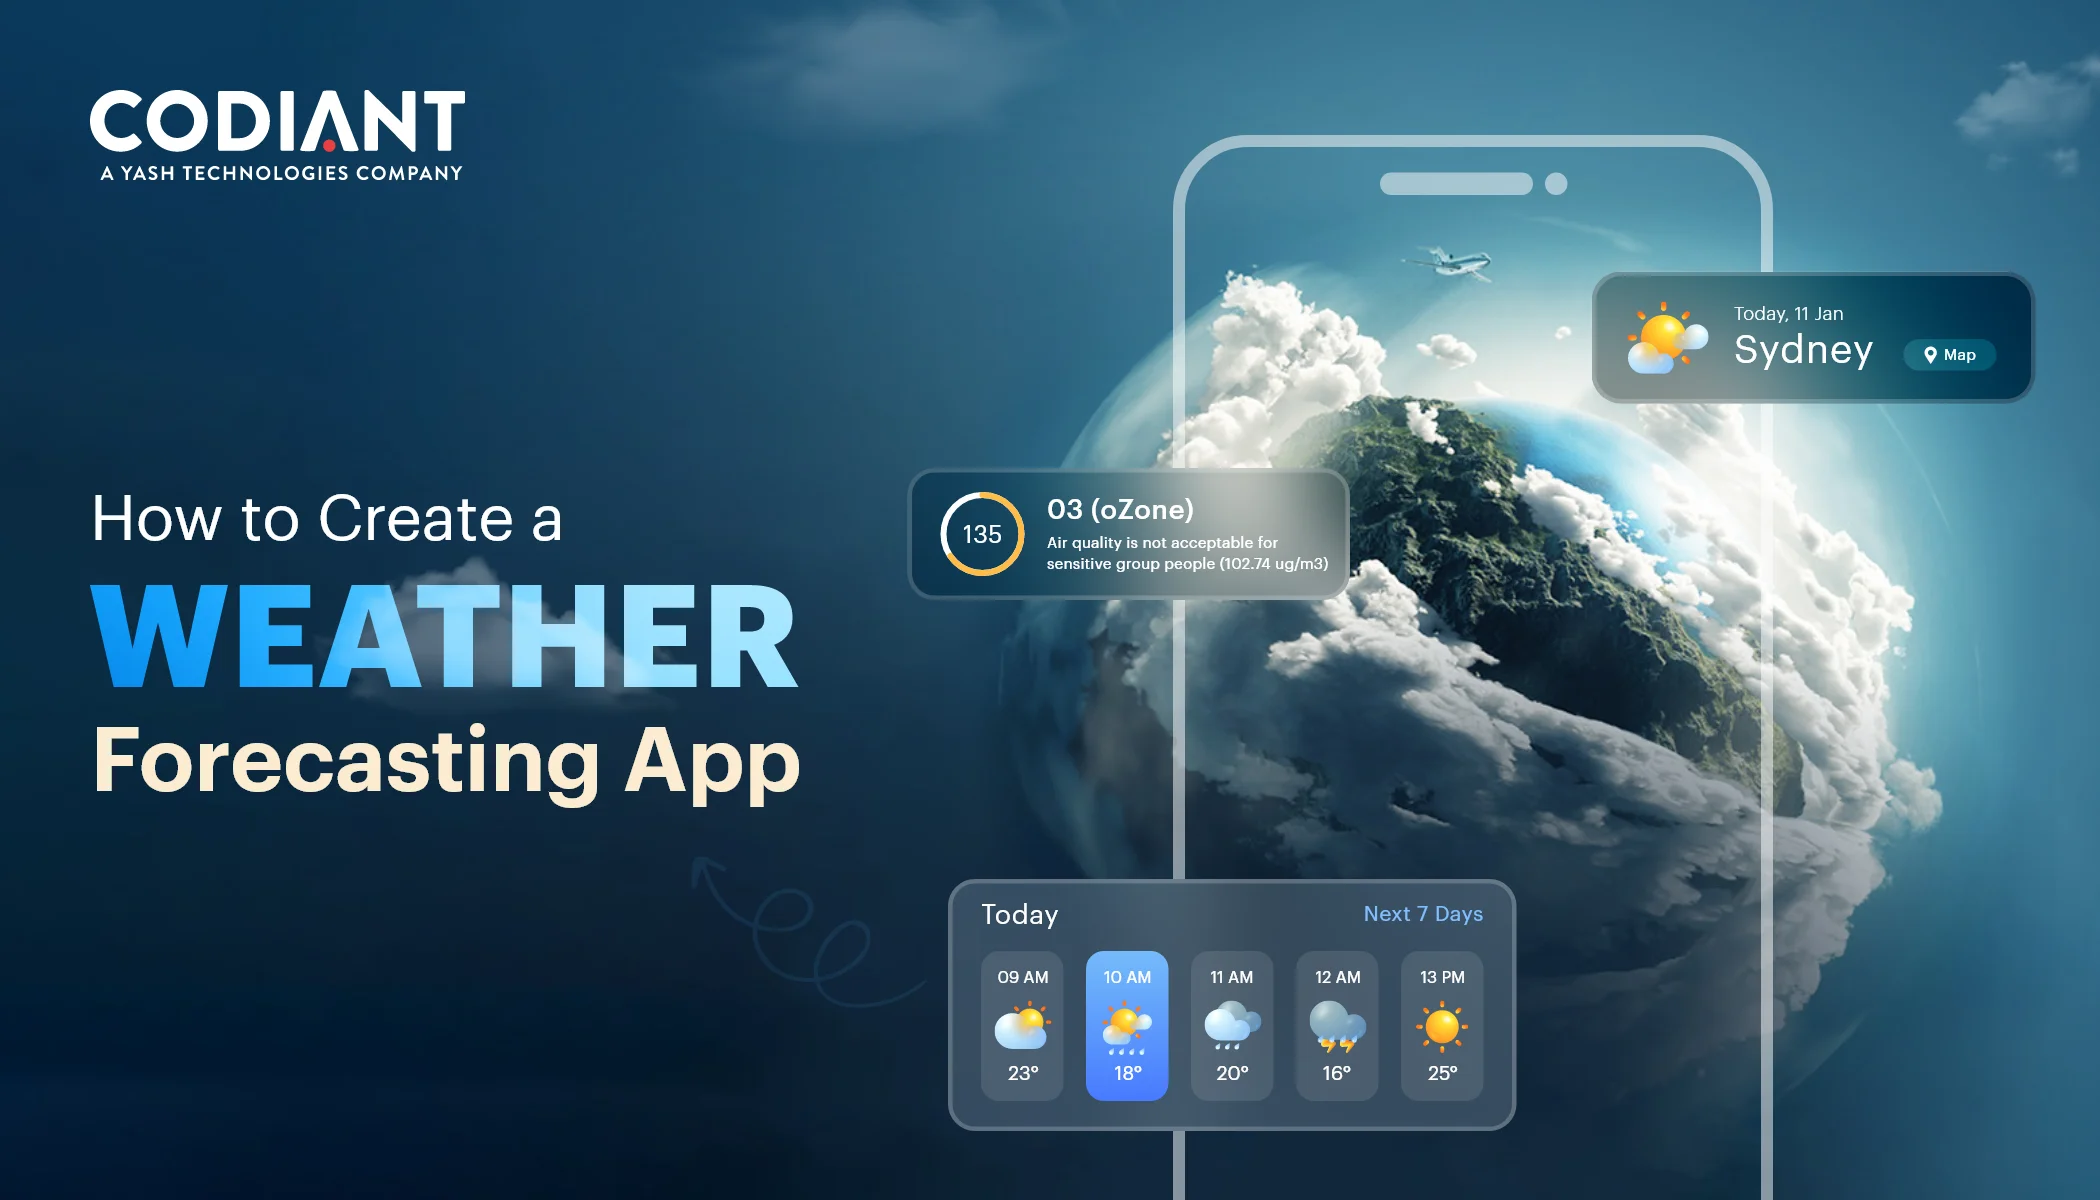 CODIANT
A YASH TECHNOLOGIES COMPANY
How to Create a
WEATHER
Forecasting App
Today, 11 Jan
Sydney
Map
135
03 (oZone)
Air quality is not acceptable for
sensitive group people (102.74 ug/m3)
Today
Next 7 Days
09 AM
10 AM
11 AM
12 AM
13 PM
23°
18°
20°
16°
25°